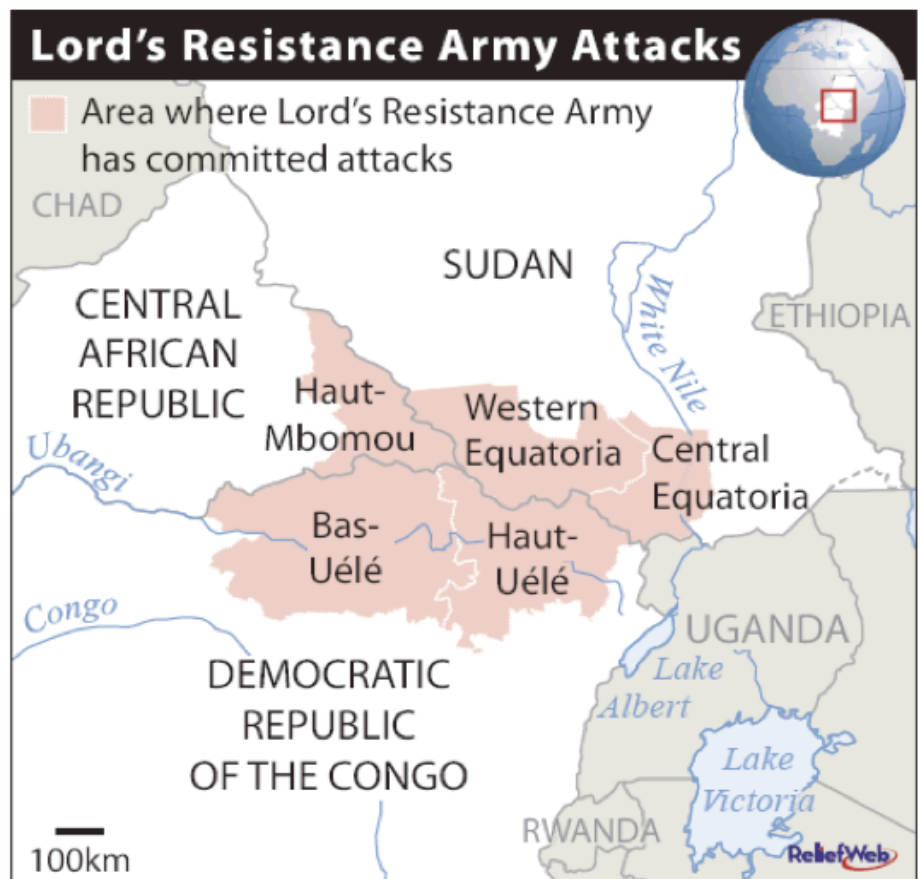 Lord's Resistance Army Attacks
Area where Lord's Resistance Army
has committed attacks
CHAD
SUDAN
CENTRAL
AFRICAN
REPUBLIC
White Nile
ETHIOPIA
Haut-
Mbomou
Western
Equatoria
Central
Equatoria
Ubangi
Bas-
Uélé
Haut-
Uélé
Congo
UGANDA
DEMOCRATIC
REPUBLIC
OF THE CONGO
Lake
Albert
Lake
Victoria
RWANDA
100km
ReliefWeb